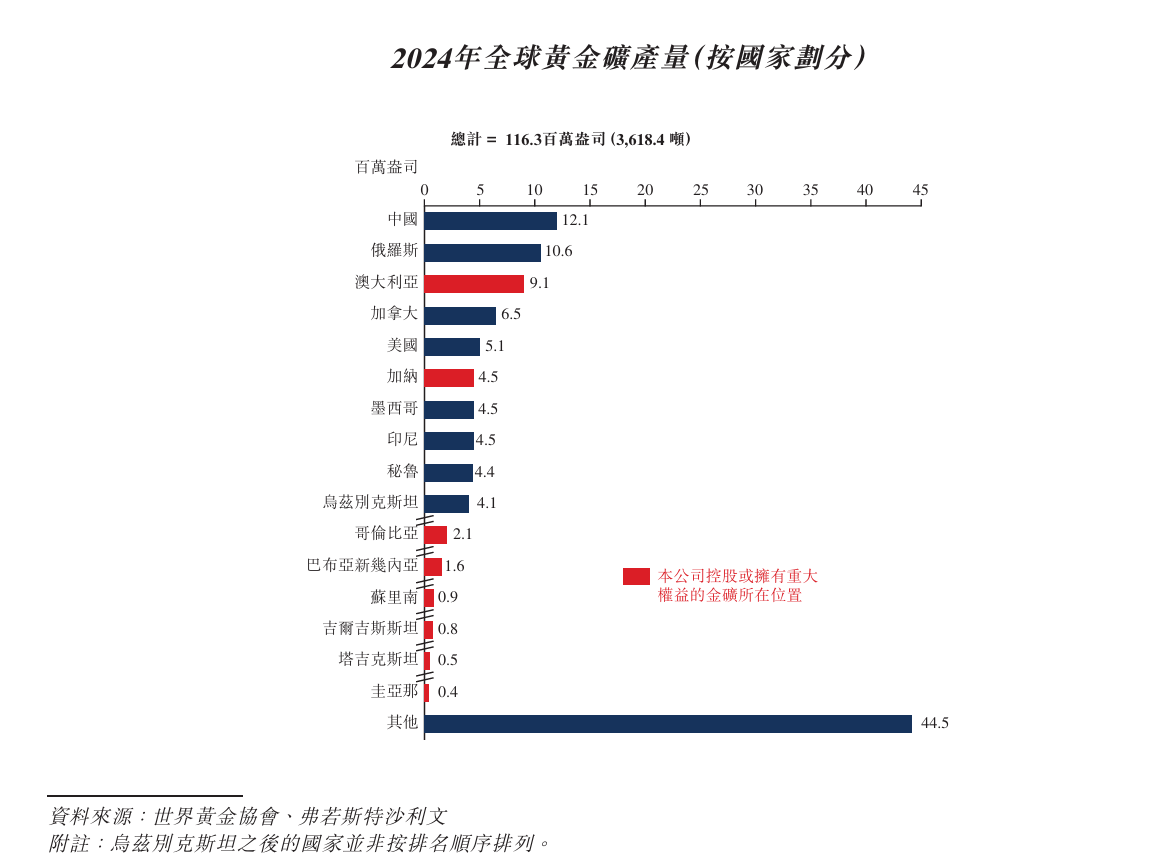 2024年全球黃金礦產量(按國家劃分)
總計 = 116.3百萬盎司 (3,618.4 噸)
百萬盎司
0 5 10 15 20 25 30 35 40 45
中國 12.1
俄羅斯 10.6
澳大利亞 9.1
加拿大 6.5
美國 5.1
加納 4.5
墨西哥 4.5
印尼 4.5
秘魯 4.4
烏茲別克斯坦 4.1
哥倫比亞 2.1
巴布亞新幾內亞 1.6
蘇里南 0.9
吉爾吉斯斯坦 0.8
塔吉克斯坦 0.5
圭亞那 0.4
其他 44.5
本公司控股或擁有重大
權益的金礦所在位置
資料來源：世界黃金協會、弗若斯特沙利文
附註：烏茲別克斯坦之後的國家並非按排名順序排列。